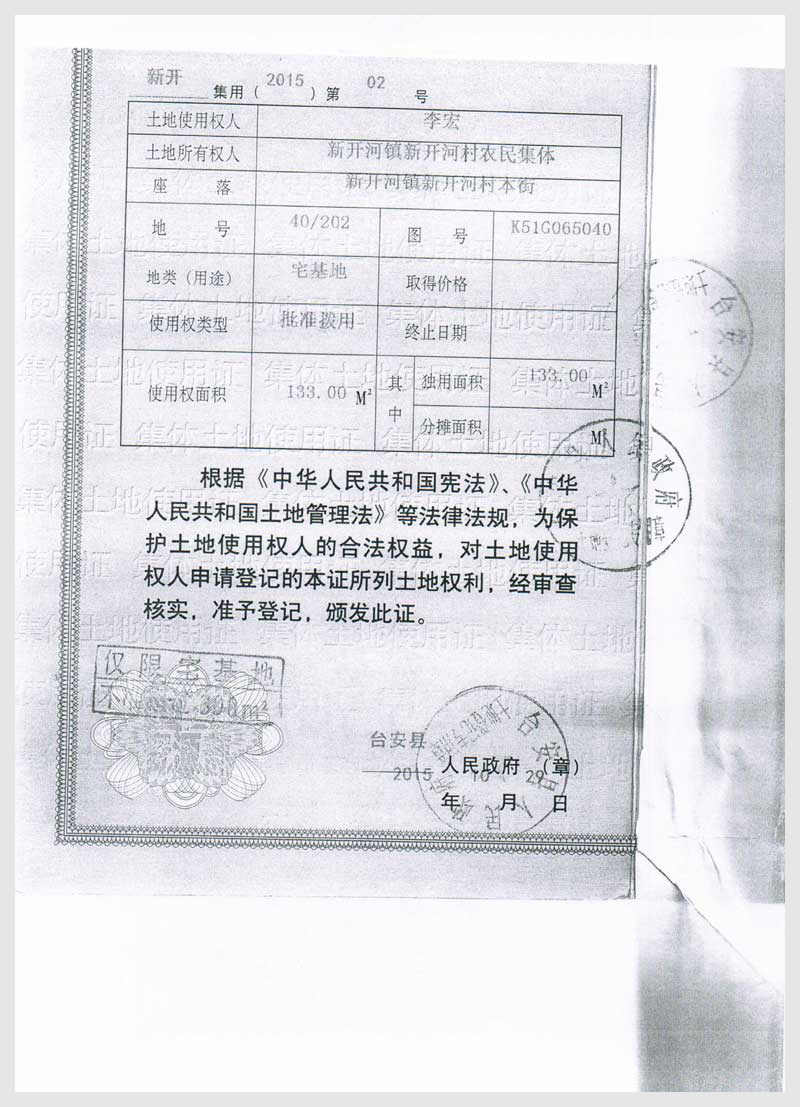 新开 集用（ 2015 ）第 02 号
土地使用权人 李宏
土地所有权人 新开河镇新开河村农民集体
座 落 新开河镇新开河村本街
地 号 40/202 图 号 K51G065040
地类（用途） 宅基地 取得价格
使用权类型 批准拨用 终止日期
使用权面积 133.00 M² 其中 独用面积 133.00 M²
分摊面积 M²
根据《中华人民共和国宪法》、《中华
人民共和国土地管理法》等法律法规，为保
护土地使用权人的合法权益，对土地使用
权人申请登记的本证所列土地权利，经审查
核实，准予登记，颁发此证。
仅限宅基地
台安县
人民政府 （章）
2015 10 29
年 月 日